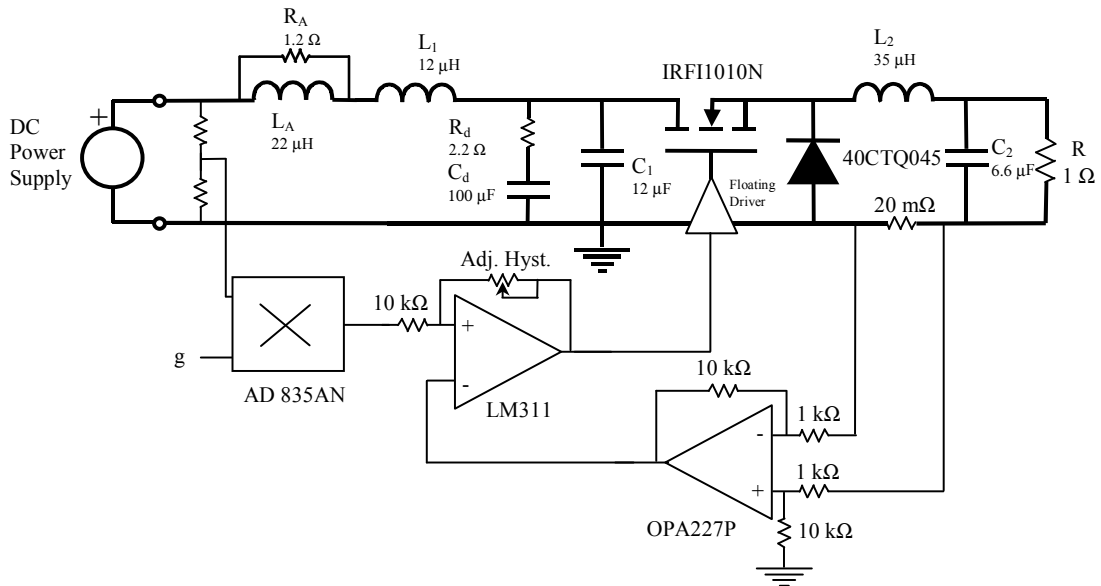 R_A
1.2 Ω
L_1
12 µH
L_2
35 µH
IRFI1010N
+
DC
Power
Supply
L_A
22 µH
R_d
2.2 Ω
C_d
100 µF
C_1
12 µF
Floating
Driver
40CTQ045
C_2
6.6 µF
R
1 Ω
20 mΩ
Adj. Hyst.
10 kΩ
+
-
LM311
g
AD 835AN
10 kΩ
1 kΩ
-
1 kΩ
+
10 kΩ
OPA227P